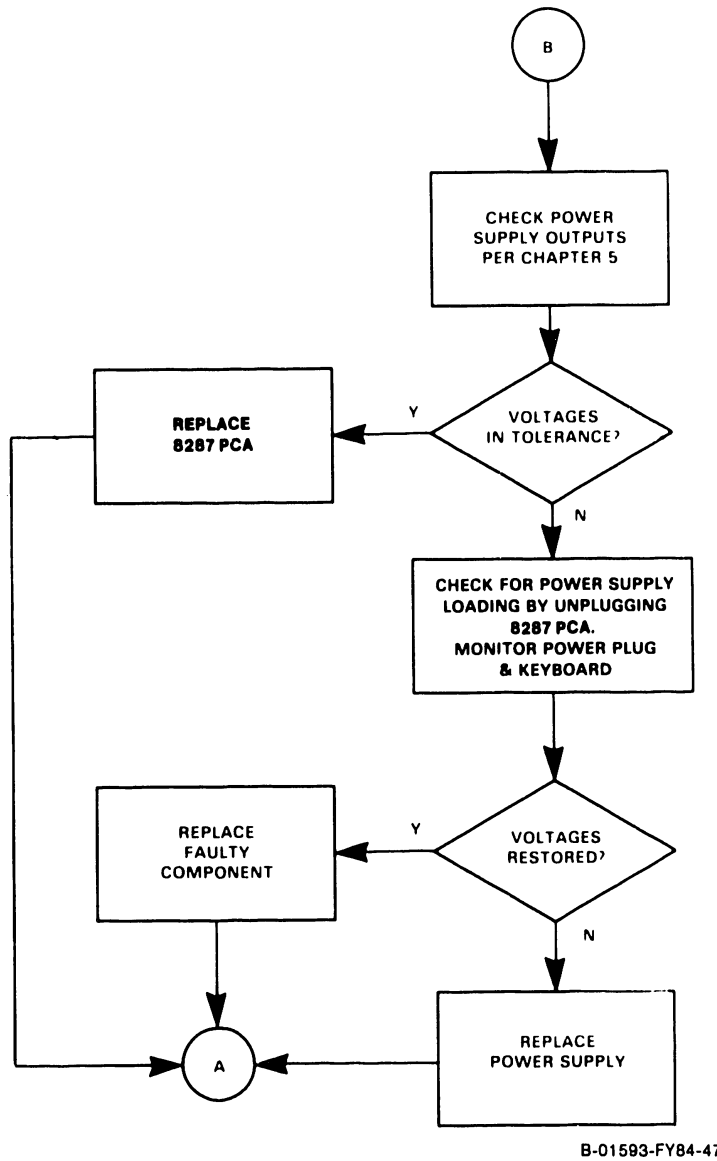 B
CHECK POWER
SUPPLY OUTPUTS
PER CHAPTER 5
VOLTAGES
IN TOLERANCE?
Y
REPLACE
8287 PCA
N
CHECK FOR POWER SUPPLY
LOADING BY UNPLUGGING
8287 PCA.
MONITOR POWER PLUG
& KEYBOARD
VOLTAGES
RESTORED?
Y
REPLACE
FAULTY
COMPONENT
N
REPLACE
POWER SUPPLY
A
B-01593-FY84-47